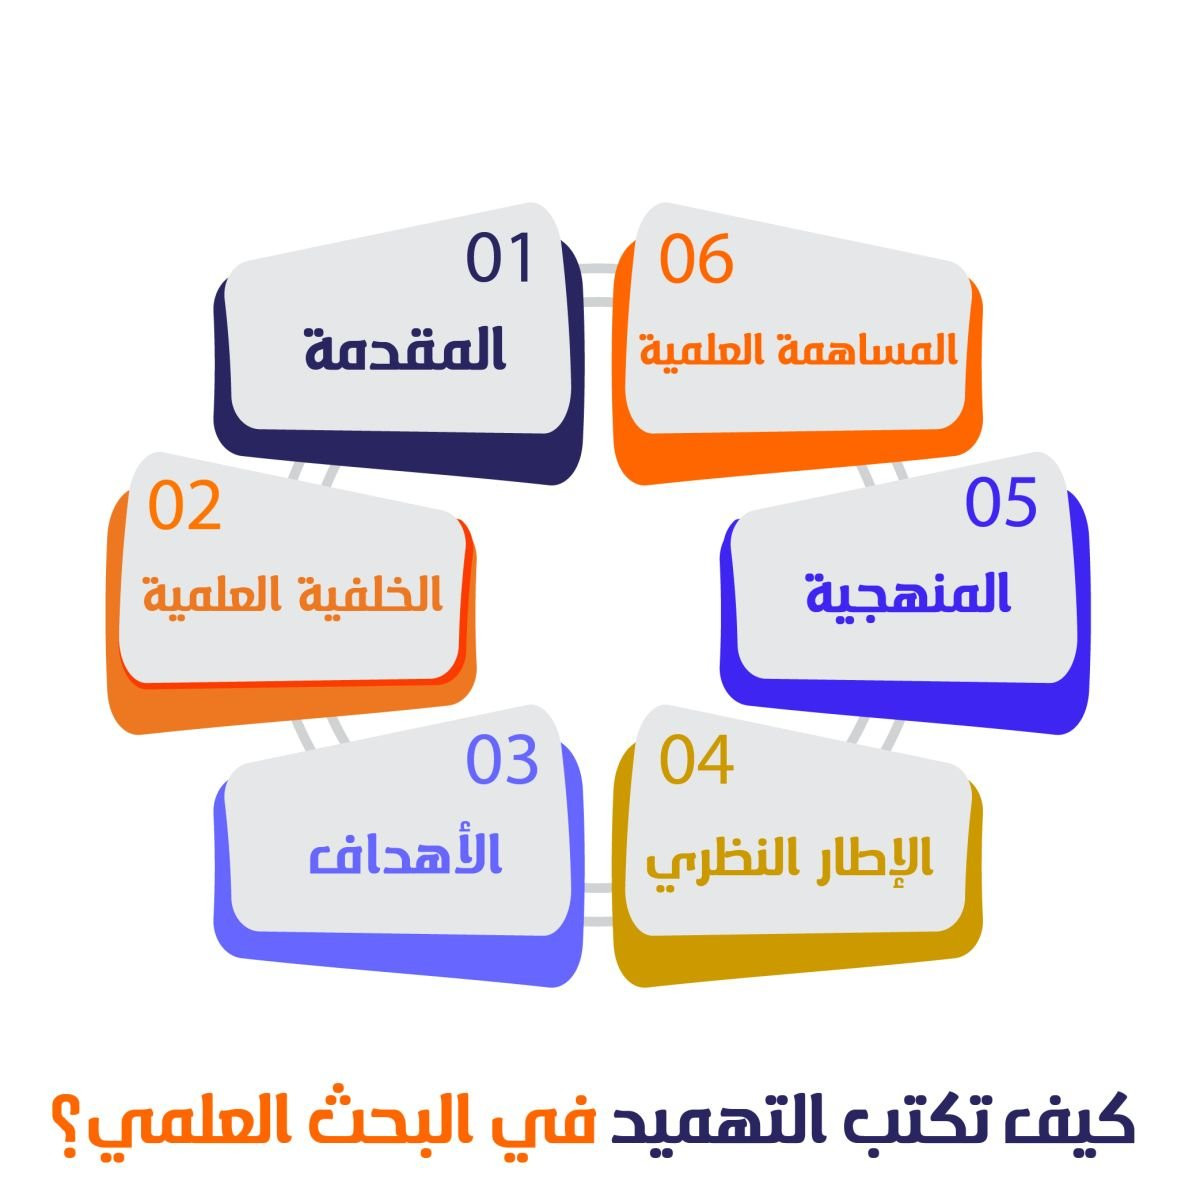 01
المقدمة
02
الخلفية العلمية
03
الأهداف
04
الإطار النظري
05
المنهجية
06
المساهمة العلمية
كيف تكتب التهميد في البحث العلمي؟